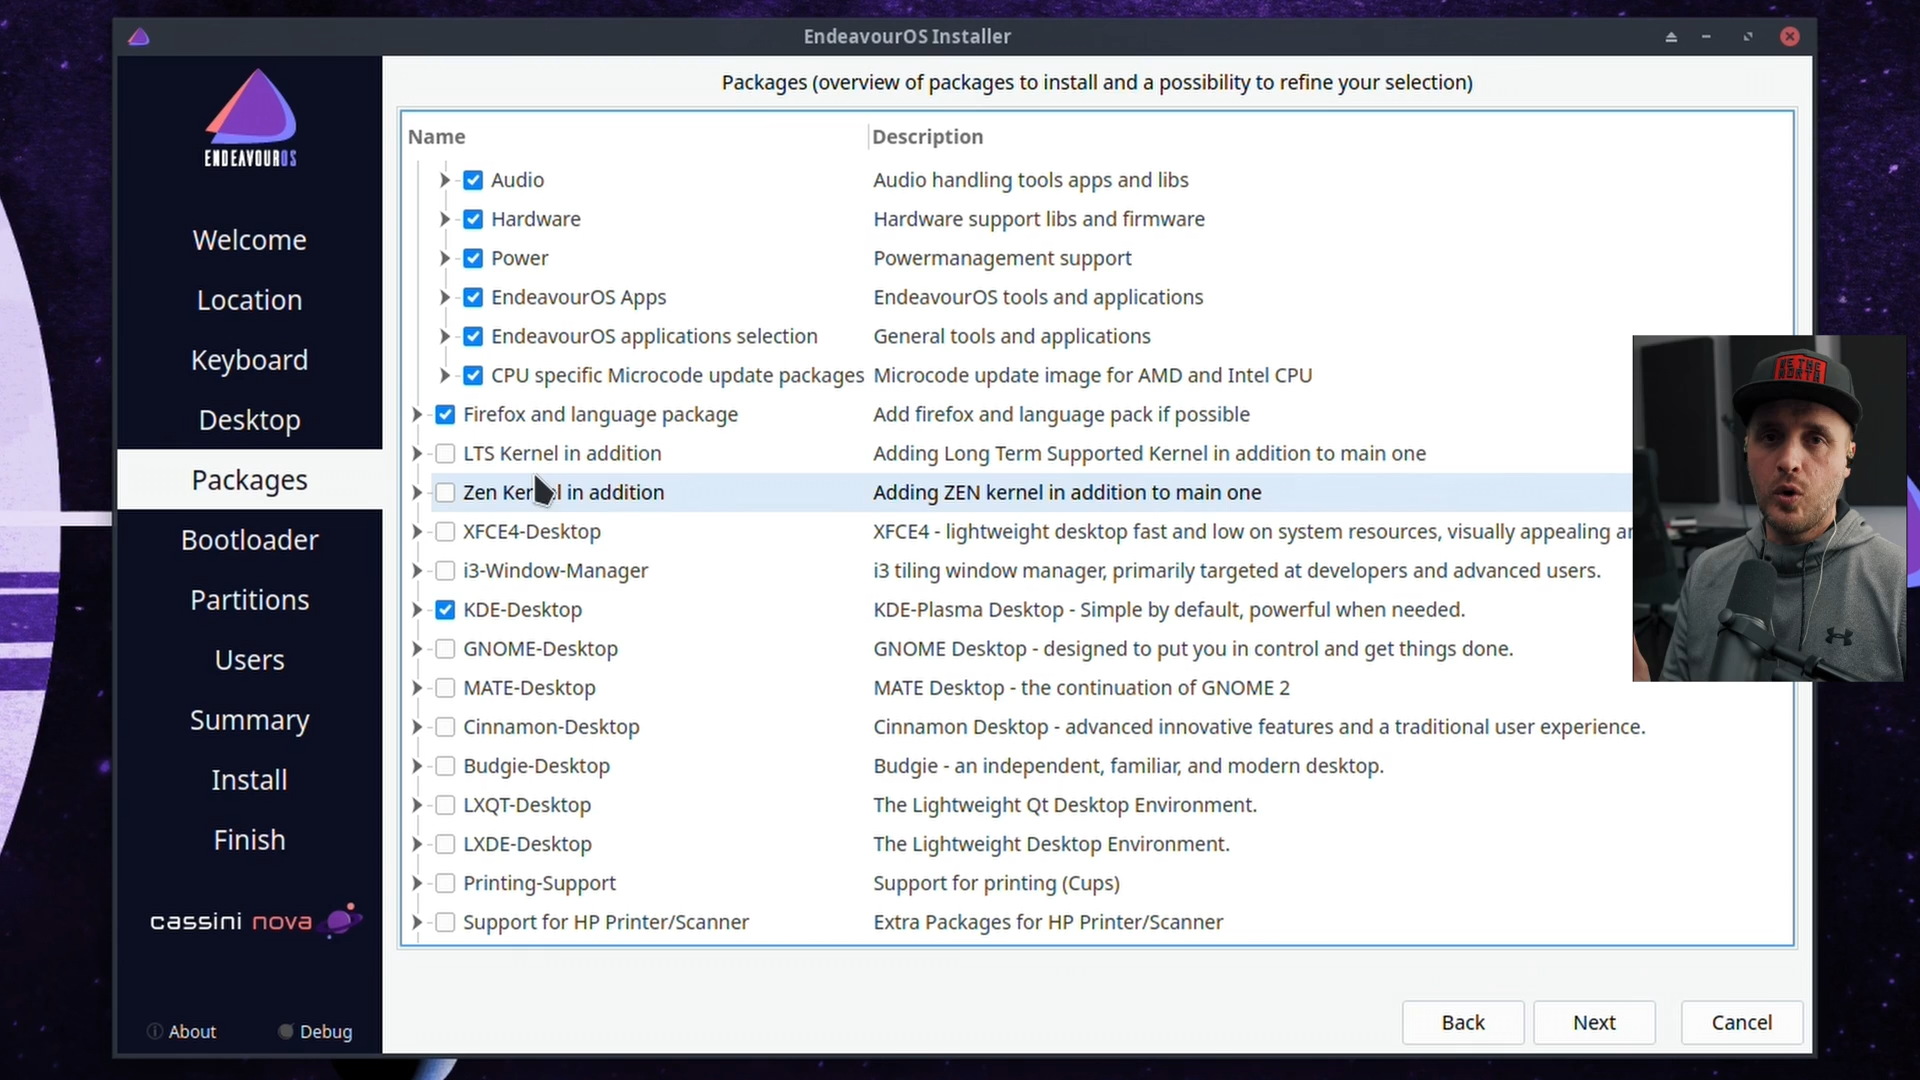 EndeavourOS Installer
ENDEAVOUROS
Welcome
Location
Keyboard
Desktop
Packages
Bootloader
Partitions
Users
Summary
Install
Finish
cassini nova
About
Debug
Packages (overview of packages to install and a possibility to refine your selection)
Name Description
Audio Audio handling tools apps and libs
Hardware Hardware support libs and firmware
Power Powermanagement support
EndeavourOS Apps EndeavourOS tools and applications
EndeavourOS applications selection General tools and applications
CPU specific Microcode update packages Microcode update image for AMD and Intel CPU
Firefox and language package Add firefox and language pack if possible
LTS Kernel in addition Adding Long Term Supported Kernel in addition to main one
Zen Kernel in addition Adding ZEN kernel in addition to main one
XFCE4-Desktop XFCE4 - lightweight desktop fast and low on system resources, visually appealing
i3-Window-Manager i3 tiling window manager, primarily targeted at developers and advanced users.
KDE-Desktop KDE-Plasma Desktop - Simple by default, powerful when needed.
GNOME-Desktop GNOME Desktop - designed to put you in control and get things done.
MATE-Desktop MATE Desktop - the continuation of GNOME 2
Cinnamon-Desktop Cinnamon Desktop - advanced innovative features and a traditional user experience.
Budgie-Desktop Budgie - an independent, familiar, and modern desktop.
LXQT-Desktop The Lightweight Qt Desktop Environment.
LXDE-Desktop The Lightweight Desktop Environment.
Printing-Support Support for printing (Cups)
Support for HP Printer/Scanner Extra Packages for HP Printer/Scanner
WE THE
NORTH
Back
Next
Cancel